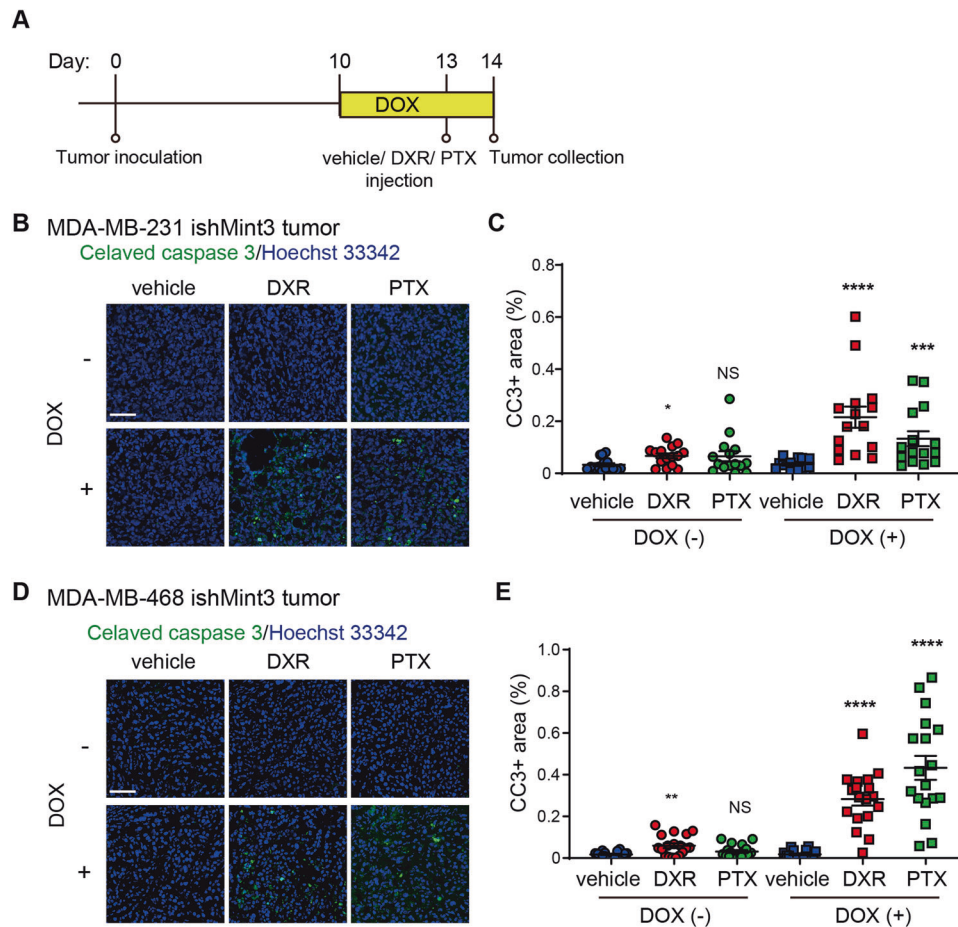 A
Day: 0 10 13 14
DOX
Tumor inoculation
vehicle/ DXR/ PTX
injection
Tumor collection
B MDA-MB-231 ishMint3 tumor
Celaved caspase 3/Hoechst 33342
vehicle DXR PTX
-
DOX
+
C
CC3+ area (%)
0.8
0.6
0.4
0.2
0
*
NS
****
***
vehicle DXR PTX vehicle DXR PTX
DOX (-) DOX (+)
D MDA-MB-468 ishMint3 tumor
Celaved caspase 3/Hoechst 33342
vehicle DXR PTX
-
DOX
+
E
CC3+ area (%)
1.0
0.8
0.6
0.4
0.2
0
**
NS
****
****
vehicle DXR PTX vehicle DXR PTX
DOX (-) DOX (+)